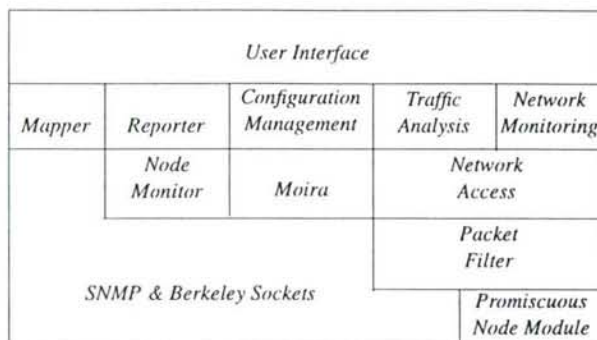 User Interface
Mapper
Reporter
Configuration
Management
Traffic
Analysis
Network
Monitoring
Node
Monitor
Moira
Network
Access
Packet
Filter
SNMP & Berkeley Sockets
Promiscuous
Node Module